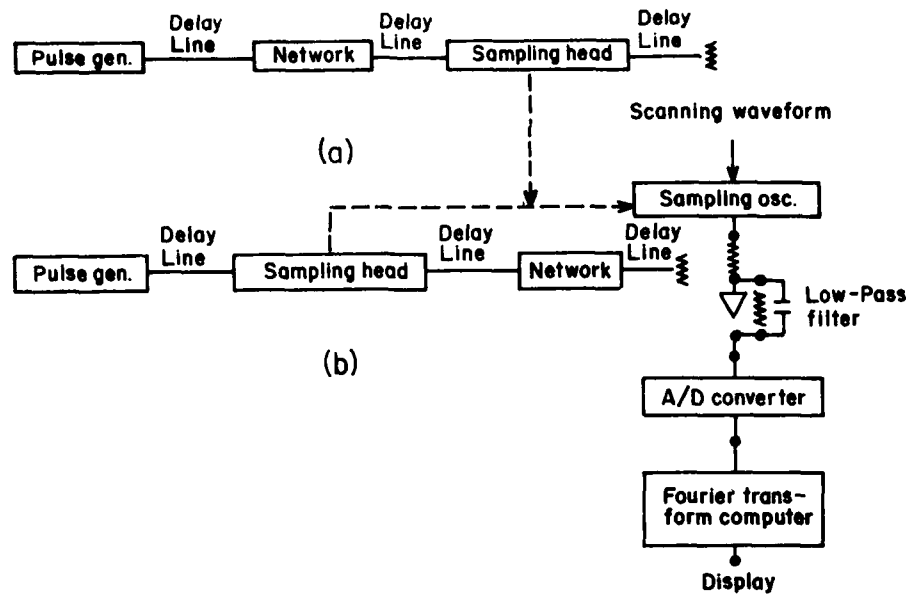 Delay
Line
Delay
Line
Delay
Line
Pulse gen.
Network
Sampling head
(a)
Scanning waveform
Sampling osc.
Delay
Line
Delay
Line
Delay
Line
Pulse gen.
Sampling head
Network
Low-Pass
filter
(b)
A/D converter
Fourier trans-
form computer
Display